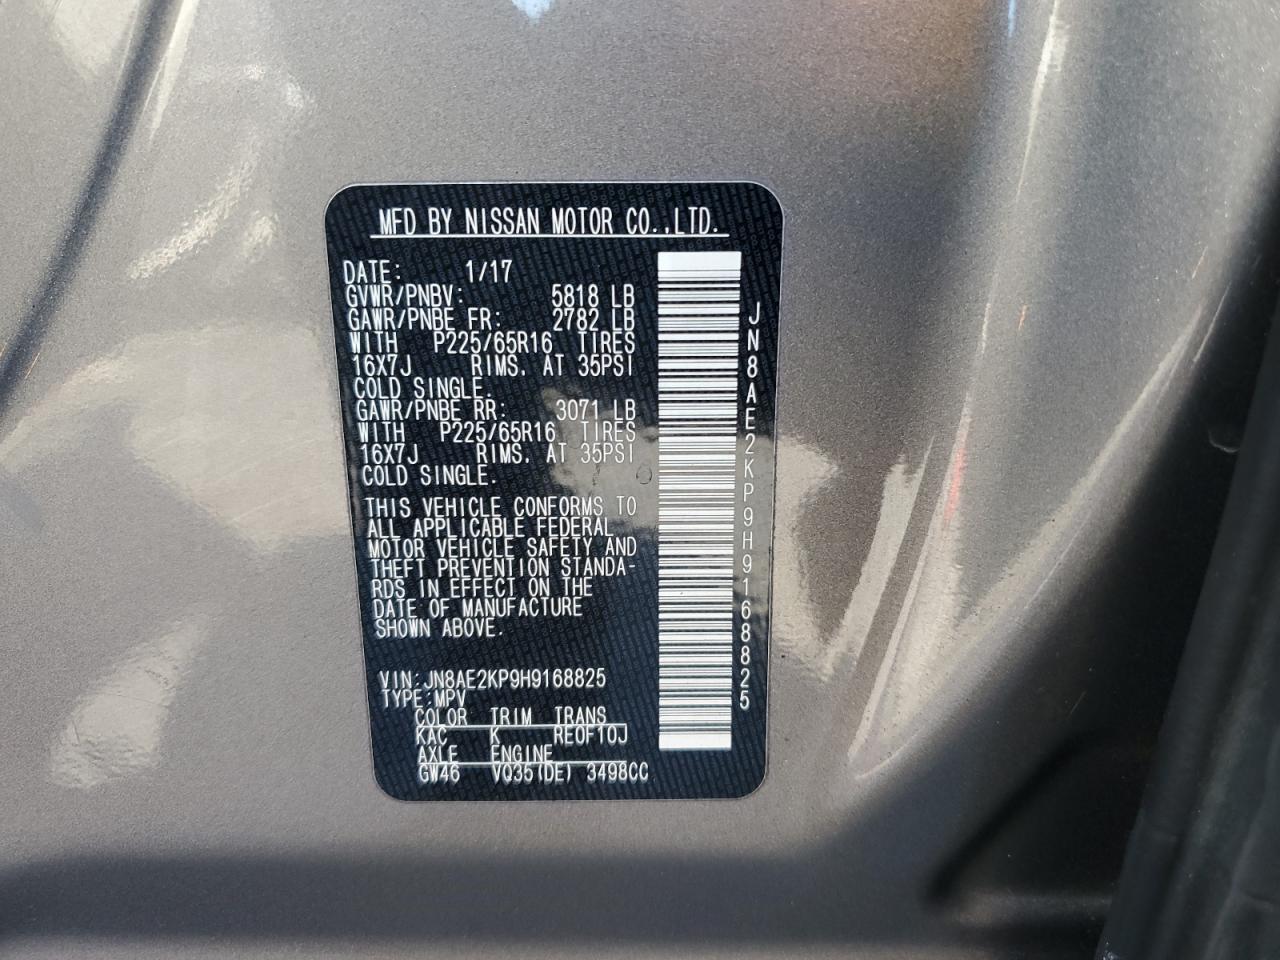 MFD BY NISSAN MOTOR CO.,LTD.
DATE: 1/17
GVWR/PNBV: 5818 LB
GAWR/PNBE FR: 2782 LB
WITH P225/65R16 TIRES
16X7J RIMS. AT 35PSI
COLD SINGLE.
GAWR/PNBE RR: 3071 LB
WITH P225/65R16 TIRES
16X7J RIMS. AT 35PSI
COLD SINGLE.
THIS VEHICLE CONFORMS TO
ALL APPLICABLE FEDERAL
MOTOR VEHICLE SAFETY AND
THEFT PREVENTION STANDA-
RDS IN EFFECT ON THE
DATE OF MANUFACTURE
SHOWN ABOVE.
VIN:JN8AE2KP9H9168825
TYPE:MPV
COLOR TRIM TRANS
KAC K RE0F10J
AXLE ENGINE
GW46 VQ35(DE) 3498CC
JN8AE2KP9H9168825